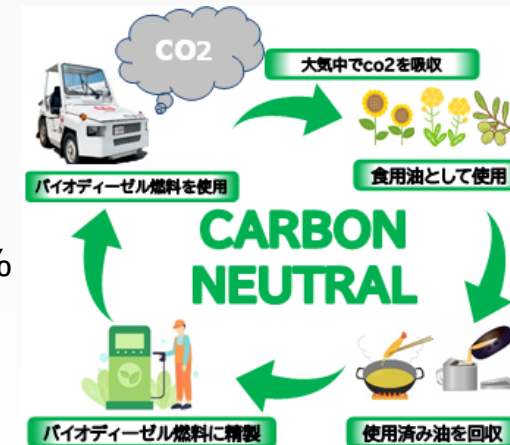 CO2
大気中でco2を吸収
バイオディーゼル燃料を使用
食用油として使用
CARBON
NEUTRAL
%
バイオディーゼル燃料に精製
使用済み油を回収